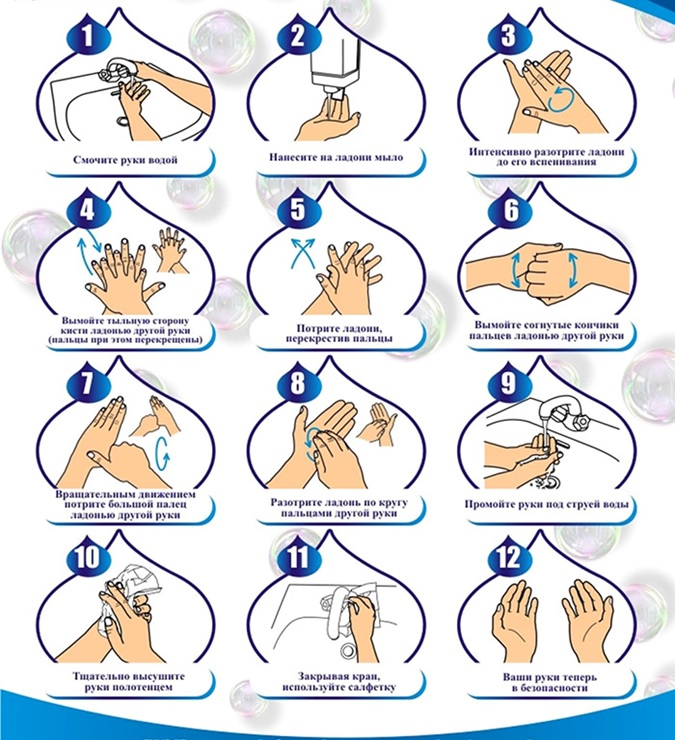 1
Смочите руки водой
2
Нанесите на ладони мыло
3
Интенсивно разотрите ладони
до его вспенивания
4
Вымойте тыльную сторону
кисти ладонью другой руки
(пальцы при этом перекрещены)
5
Потрите ладони,
перекрестив пальцы
6
Вымойте согнутые кончики
пальцев ладонью другой руки
7
Вращательным движением
потрите большой палец
ладонью другой руки
8
Разотрите ладонь по кругу
пальцами другой руки
9
Промойте руки под струей воды
10
Тщательно высушите
руки полотенцем
11
Закрывая кран,
используйте салфетку
12
Ваши руки теперь
в безопасности